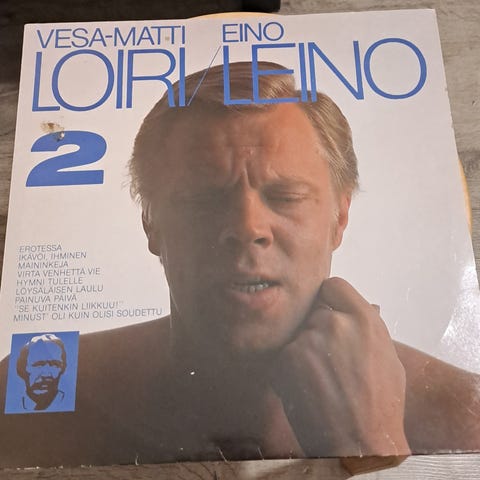 VESA-MATTI EINO
LOIRI/LEINO
2
EROTESSA
IKÄVÖI, IHMINEN
MAININKEJA
VIRTA VENHETTÄ VIE
HYMNI TULELLE
LÖYSÄLÄISEN LAULU
PAINUVA PÄIVÄ
"SE KUITENKIN LIIKKUU!"
MINUST' OLI KUIN OLISI SOUDETTU